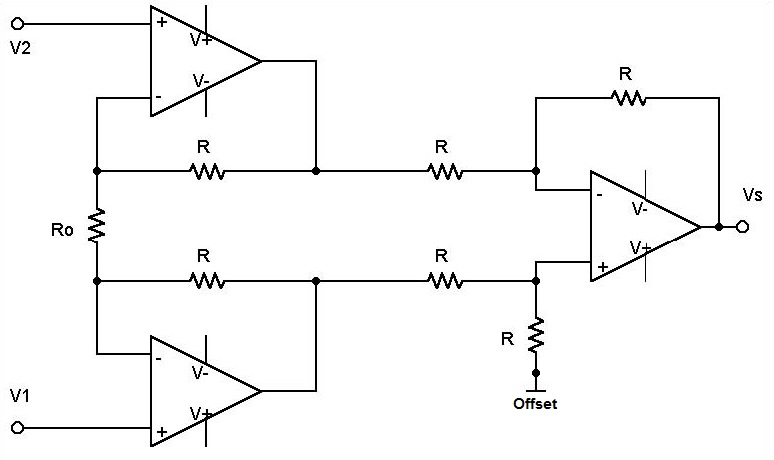 +
V2
V+
V-
-
R
R
R
Ro
-
V-
Vs
V+
+
R
R
R
-
V-
Offset
V1
V+
+